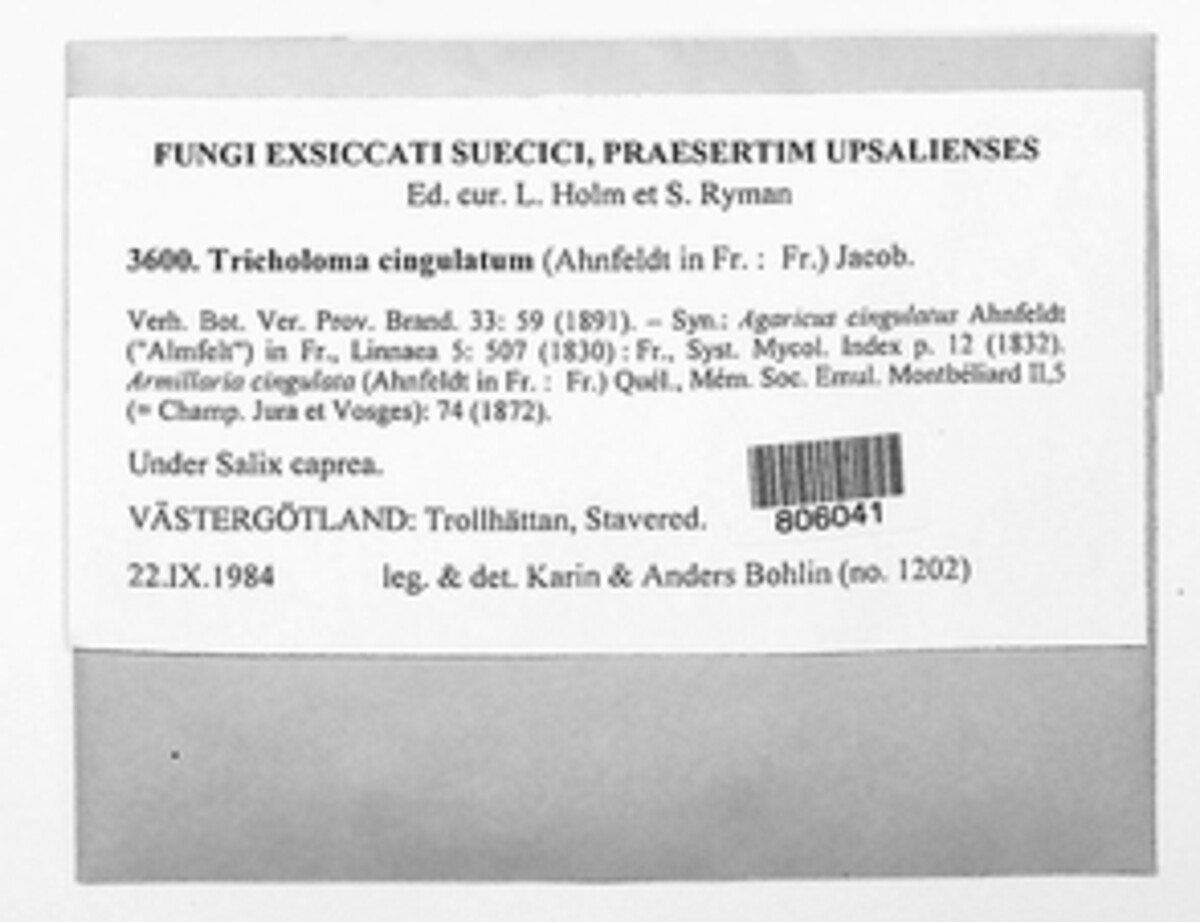 FUNGI EXSICCATI SUECICI, PRAESERTIM UPSALIENSES
Ed. cur. L. Holm et S. Ryman
3600. Tricholoma cingulatum (Ahnfeldt in Fr. : Fr.) Jacob.
Verh. Bot. Ver. Prov. Brand. 33: 59 (1891). – Syn.: Agaricus cingulatus Ahnfeldt
("Almfelt") in Fr., Linnaea 5: 507 (1830) : Fr., Syst. Mycol. Index p. 12 (1832).
Armillaria cingulata (Ahnfeldt in Fr. : Fr.) Quél., Mém. Soc. Emul. Montbéliard II,5
(= Champ. Jura et Vosges): 74 (1872).
Under Salix caprea.
VÄSTERGÖTLAND: Trollhättan, Stavered.
806041
22.IX.1984 leg. & det. Karin & Anders Bohlin (no. 1202)